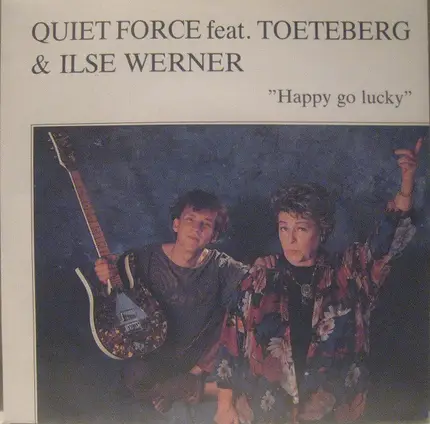 QUIET FORCE feat. TOETEBERG
& ILSE WERNER
"Happy go lucky"